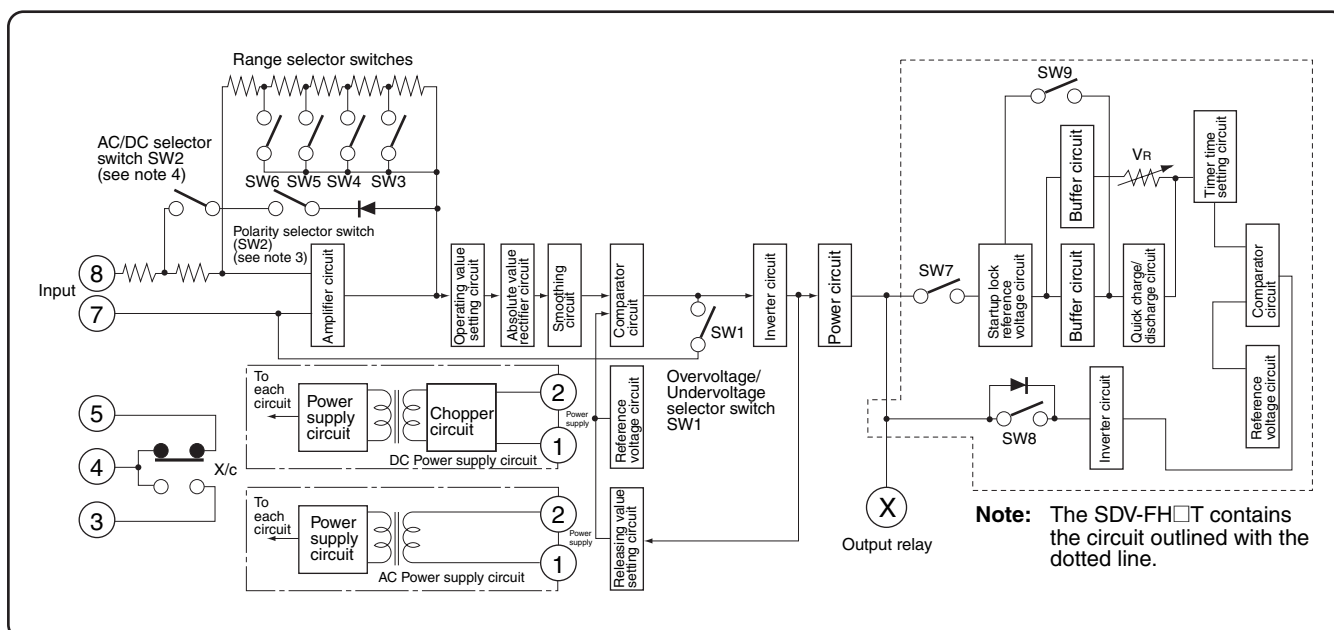 Range selector switches
AC/DC selector
switch SW2
(see note 4)
SW6
SW5
SW4
SW3
Polarity selector switch
(SW2)
(see note 3)
Input
8
7
Amplifier circuit
Operating value
setting circuit
Absolute value
rectifier circuit
Smoothing
circuit
Comparator
circuit
SW1
Overvoltage/
Undervoltage
selector switch
SW1
Inverter circuit
Power circuit
SW7
SW9
Startup lock
reference
voltage circuit
Buffer circuit
Buffer circuit
VR
Quick charge/
discharge circuit
Timer time
setting circuit
Comparator
circuit
Reference
voltage circuit
SW8
Inverter circuit
To
each
circuit
Power
supply
circuit
Chopper
circuit
2
1
Power
supply
DC Power supply circuit
Reference
voltage circuit
5
4
3
X/c
To
each
circuit
Power
supply
circuit
2
1
Power
supply
AC Power supply circuit
Releasing value
setting circuit
X
Output relay
Note: The SDV-FH□T contains
the circuit outlined with the
dotted line.